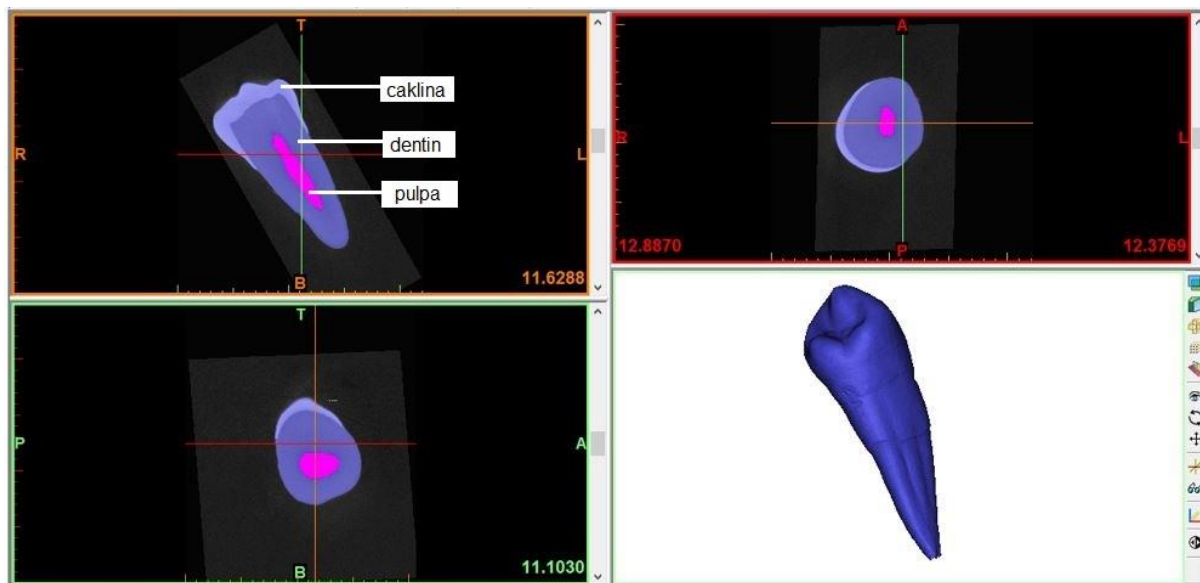 T
caklina
dentin
pulpa
R
L
B
11.6288
A
R
L
P
12.8870
12.3769
T
P
A
B
11.1030